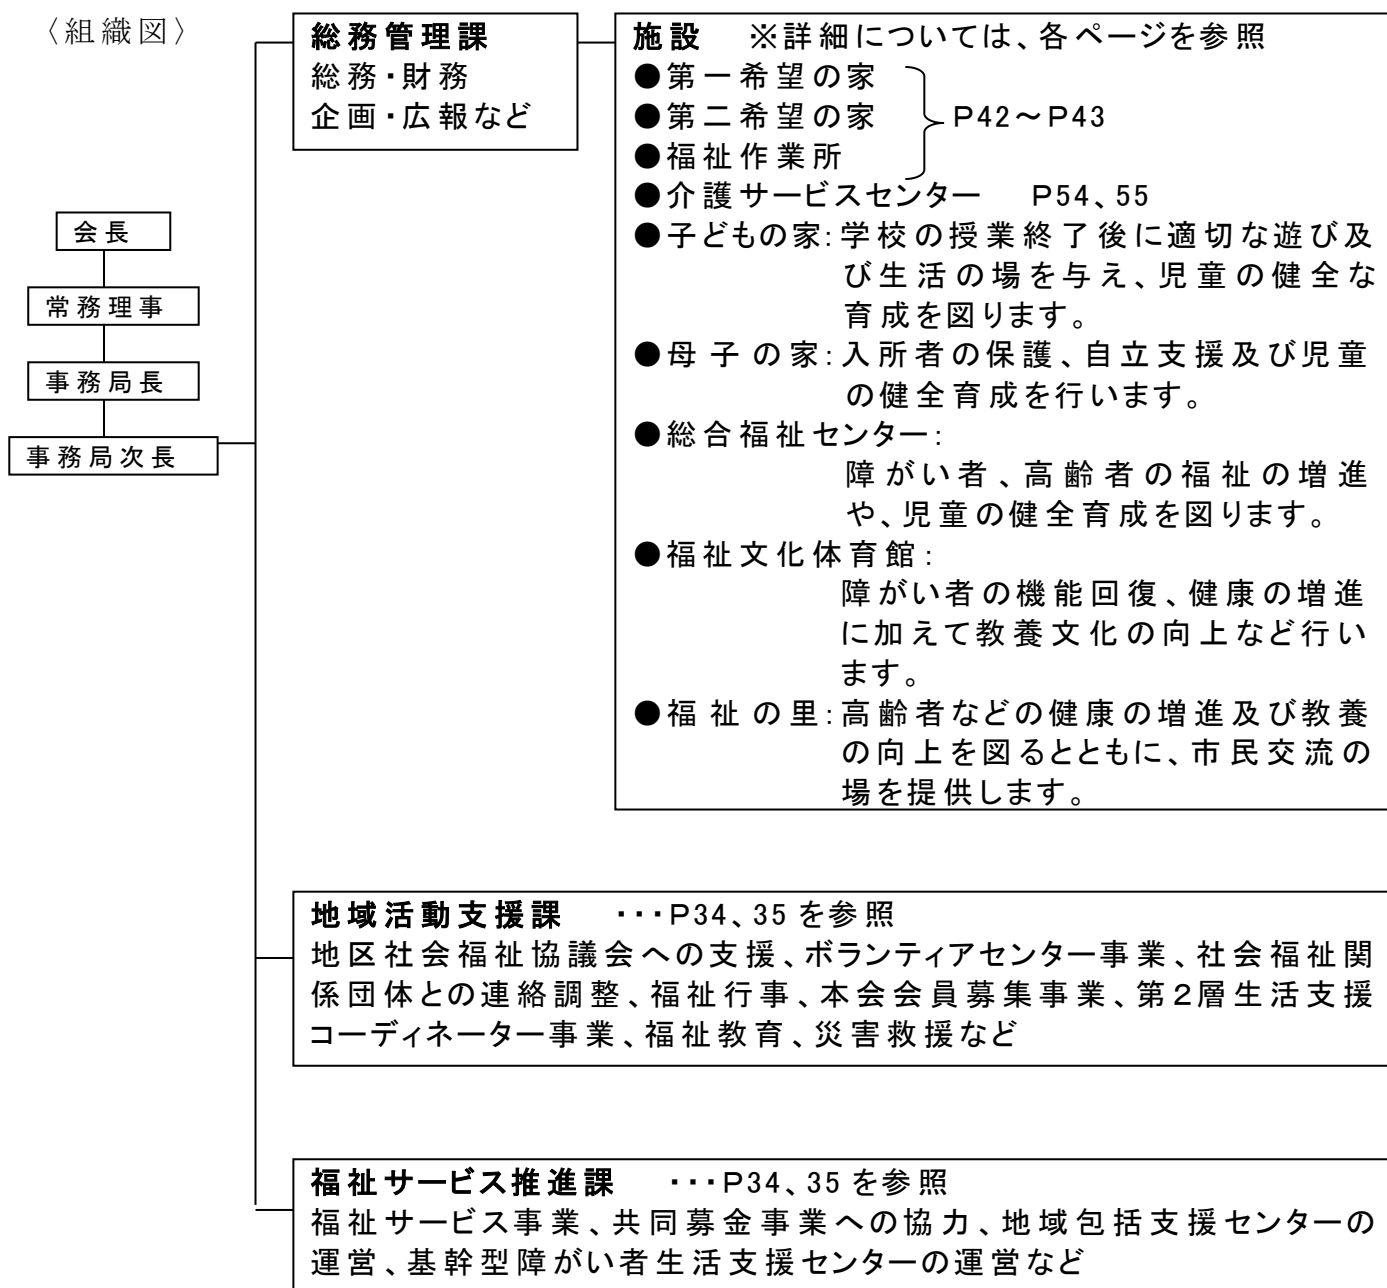 〈組織図〉
会長
常務理事
事務局長
事務局次長
総務管理課
総務・財務
企画・広報など
施設　※詳細については、各ページを参照
●第一希望の家
●第二希望の家
●福祉作業所
P42～P43
●介護サービスセンター　P54、55
●子どもの家:学校の授業終了後に適切な遊び及
び生活の場を与え、児童の健全な
育成を図ります。
●母子の家:入所者の保護、自立支援及び児童
の健全育成を行います。
●総合福祉センター:
障がい者、高齢者の福祉の増進
や、児童の健全育成を図ります。
●福祉文化体育館:
障がい者の機能回復、健康の増進
に加えて教養文化の向上など行い
ます。
●福祉の里:高齢者などの健康の増進及び教養
の向上を図るとともに、市民交流の
場を提供します。
地域活動支援課　・・・P34、35を参照
地区社会福祉協議会への支援、ボランティアセンター事業、社会福祉関
係団体との連絡調整、福祉行事、本会会員募集事業、第2層生活支援
コーディネーター事業、福祉教育、災害救援など
福祉サービス推進課　・・・P34、35を参照
福祉サービス事業、共同募金事業への協力、地域包括支援センターの
運営、基幹型障がい者生活支援センターの運営など